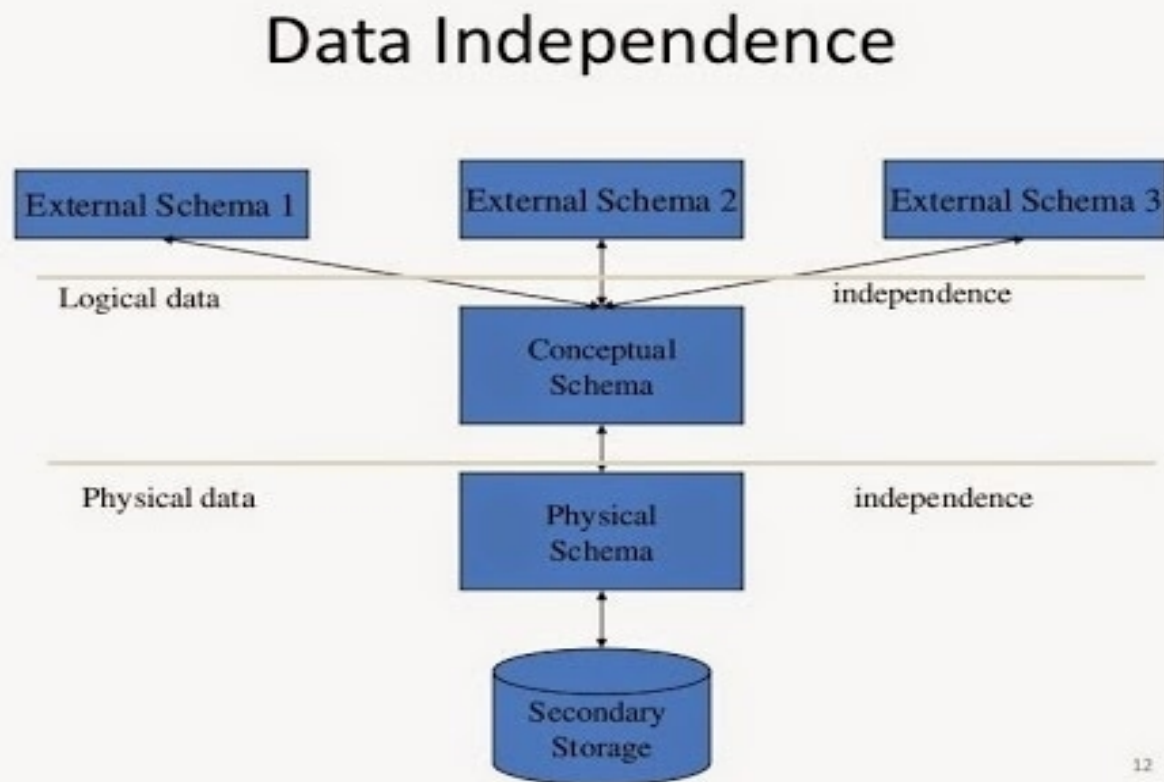 Data Independence
External Schema 1
External Schema 2
External Schema 3
Logical data
independence
Conceptual
Schema
Physical data
independence
Physical
Schema
Secondary
Storage
12